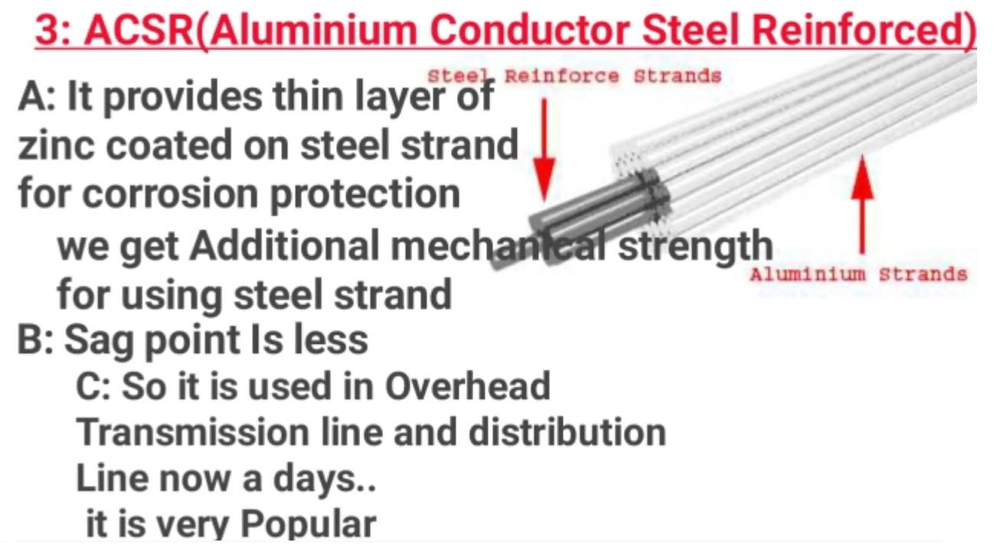 3: ACSR(Aluminium Conductor Steel Reinforced)
Steel Reinforce Strands
A: It provides thin layer of
zinc coated on steel strand
for corrosion protection
we get Additional mechanical strength
for using steel strand
Aluminium Strands
B: Sag point Is less
C: So it is used in Overhead
Transmission line and distribution
Line now a days..
it is very Popular